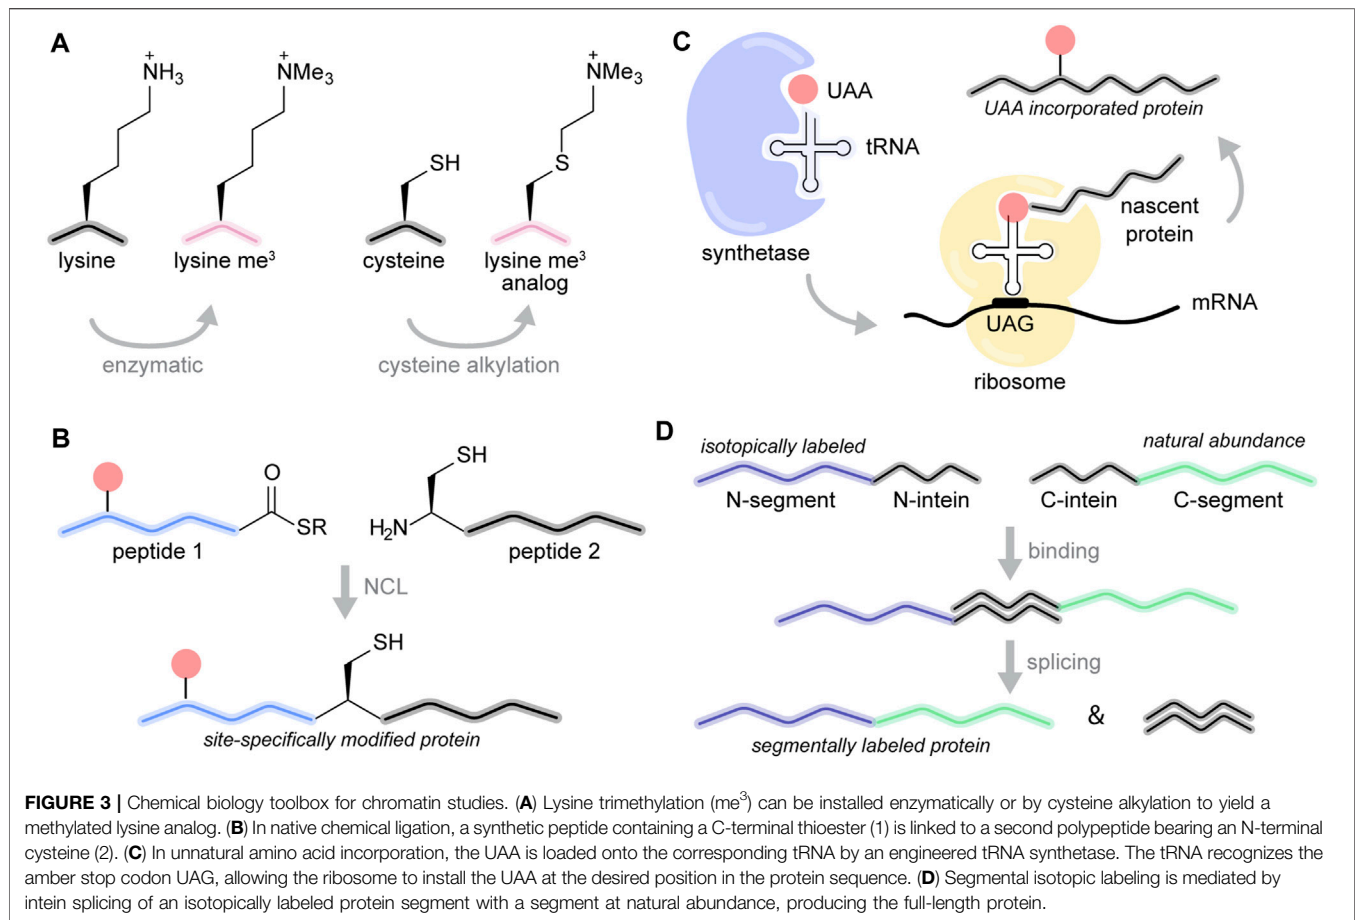 A
+
NH3
+
NMe3
SH
S
+
NMe3
lysine
lysine me³
cysteine
lysine me³
analog
enzymatic
cysteine alkylation
B
O
SR
SH
H₂N
peptide 1
peptide 2
NCL
SH
site-specifically modified protein
C
UAA
tRNA
synthetase
UAA incorporated protein
nascent
protein
mRNA
UAG
ribosome
D
isotopically labeled
natural abundance
N-segment
N-intein
C-intein
C-segment
binding
splicing
&
segmentally labeled protein
FIGURE 3 | Chemical biology toolbox for chromatin studies. (A) Lysine trimethylation (me³) can be installed enzymatically or by cysteine alkylation to yield a
methylated lysine analog. (B) In native chemical ligation, a synthetic peptide containing a C-terminal thioester (1) is linked to a second polypeptide bearing an N-terminal
cysteine (2). (C) In unnatural amino acid incorporation, the UAA is loaded onto the corresponding tRNA by an engineered tRNA synthetase. The tRNA recognizes the
amber stop codon UAG, allowing the ribosome to install the UAA at the desired position in the protein sequence. (D) Segmental isotopic labeling is mediated by
intein splicing of an isotopically labeled protein segment with a segment at natural abundance, producing the full-length protein.